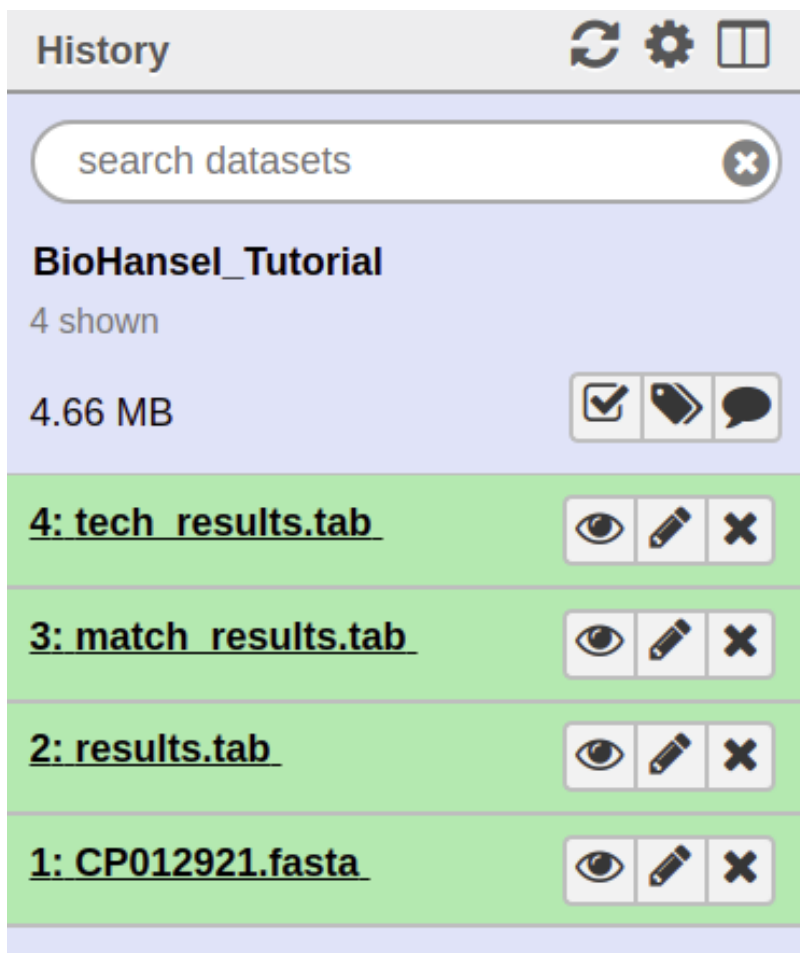 History
search datasets
BioHansel_Tutorial
4 shown
4.66 MB
4: tech_results.tab
3: match_results.tab
2: results.tab
1: CP012921.fasta